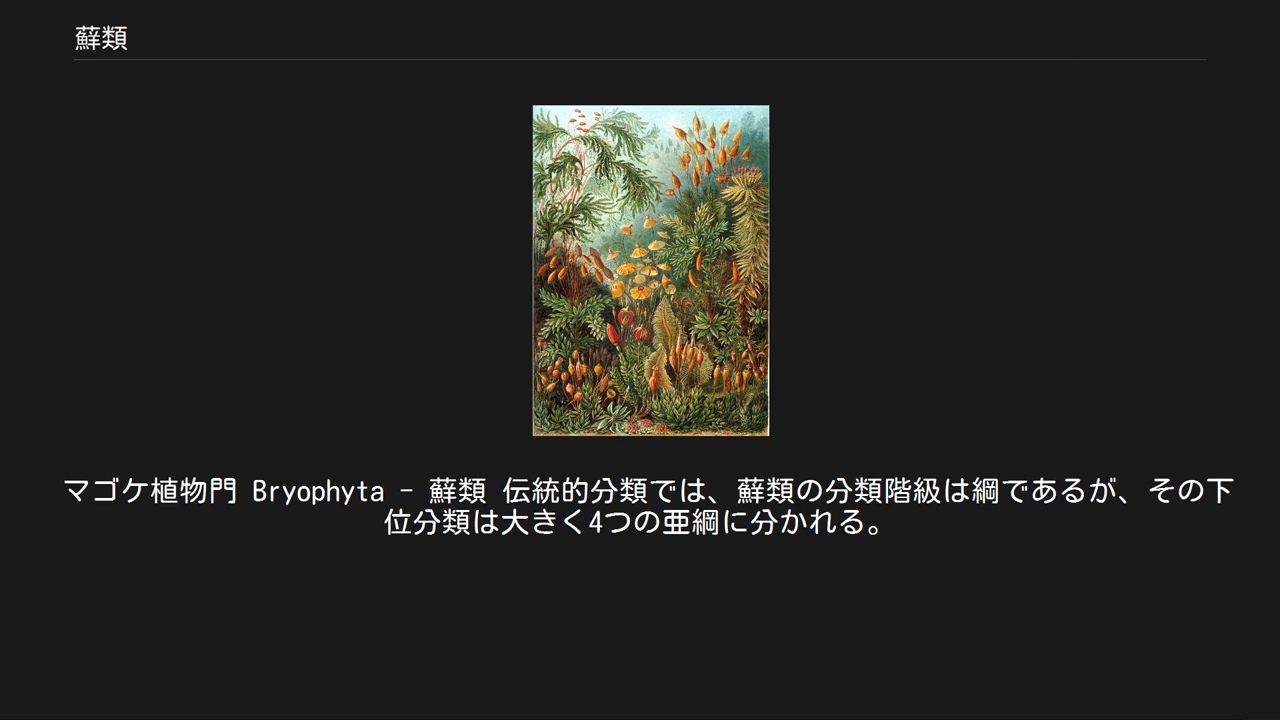 蘚類
マゴケ植物門 Bryophyta – 蘚類 伝統的分類では、蘚類の分類階級は綱であるが、その下
位分類は大きく4つの亜綱に分かれる。